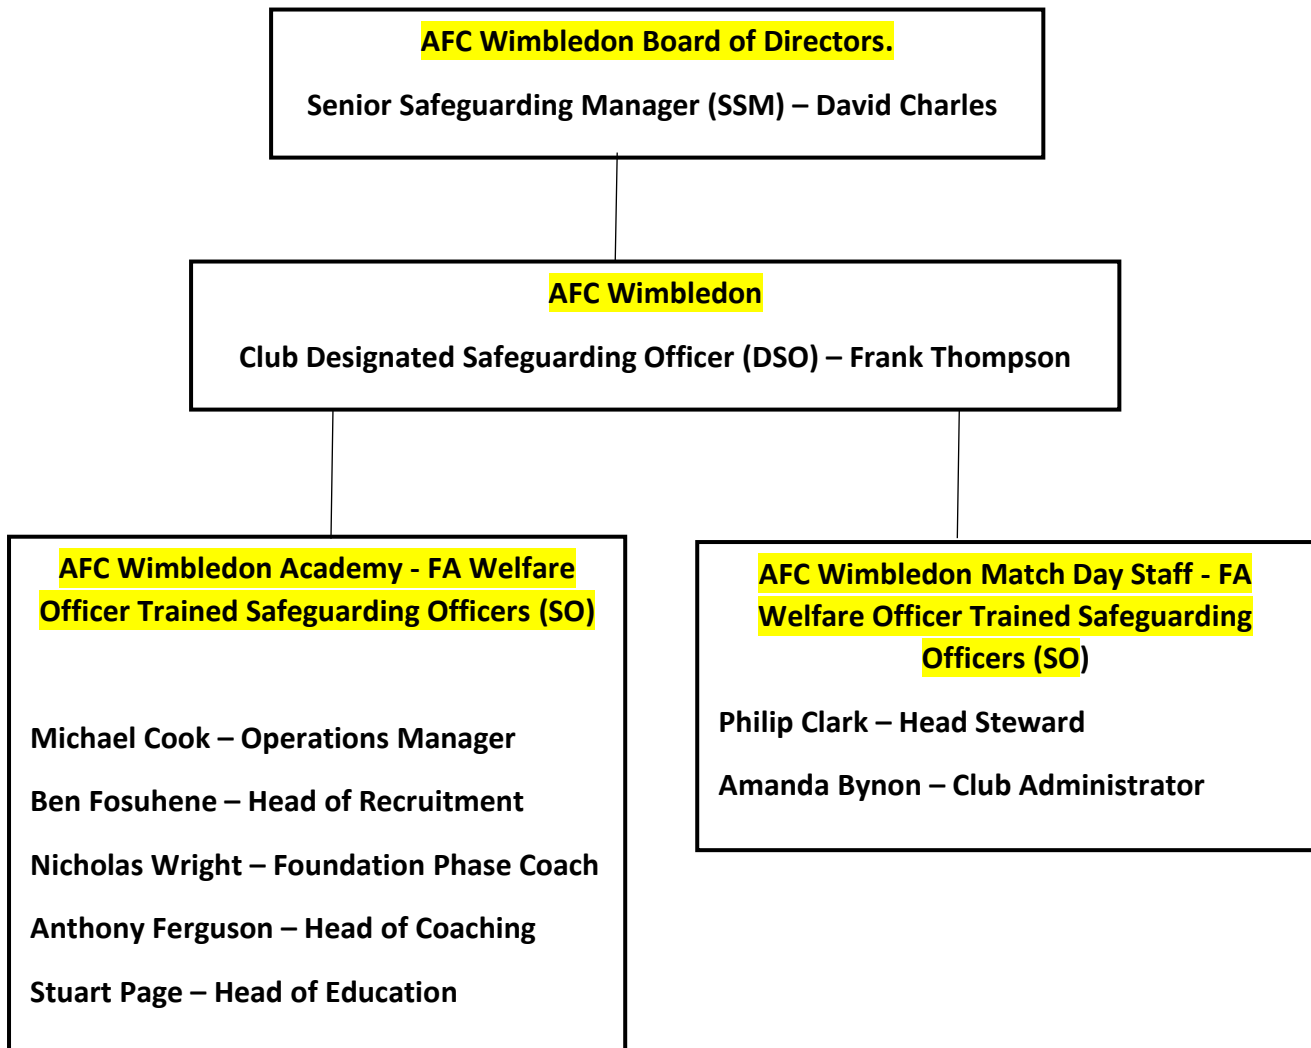 AFC Wimbledon Board of Directors.
Senior Safeguarding Manager (SSM) – David Charles
AFC Wimbledon
Club Designated Safeguarding Officer (DSO) – Frank Thompson
AFC Wimbledon Academy - FA Welfare
Officer Trained Safeguarding Officers (SO)
Michael Cook – Operations Manager
Ben Fosuhene – Head of Recruitment
Nicholas Wright – Foundation Phase Coach
Anthony Ferguson – Head of Coaching
Stuart Page – Head of Education
AFC Wimbledon Match Day Staff - FA
Welfare Officer Trained Safeguarding
Officers (SO)
Philip Clark – Head Steward
Amanda Bynon – Club Administrator